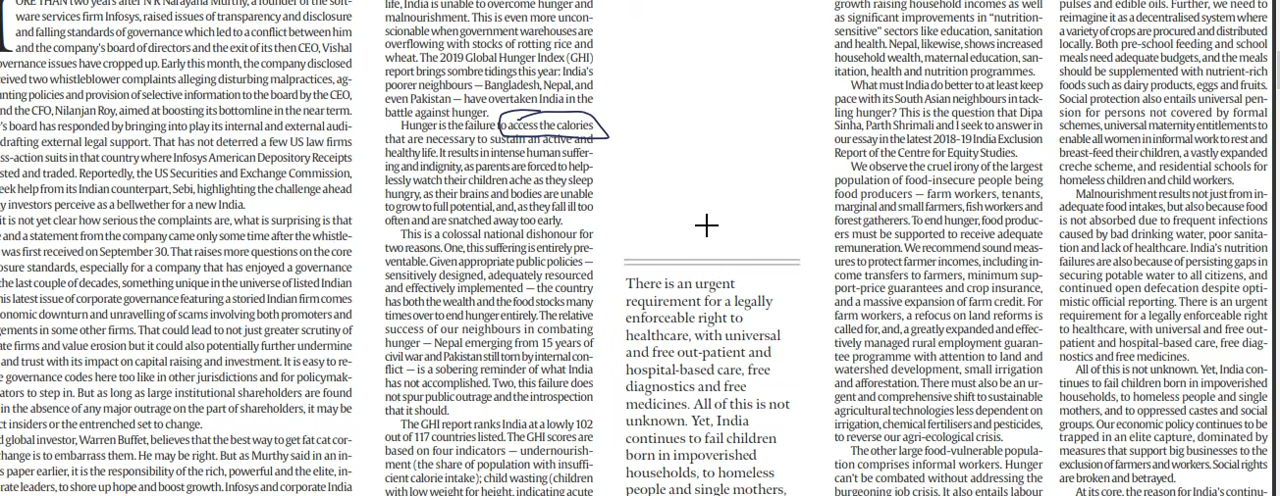 ORE THAN two years after N R Narayana Murthy, a founder of the soft-
ware services firm Infosys, raised issues of transparency and disclosure
and falling standards of governance which led to a conflict between him
and the company's board of directors and the exit of its then CEO, Vishal
overnance issues have cropped up. Early this month, the company disclosed
ceived two whistleblower complaints alleging disturbing malpractices, ag-
nting policies and provision of selective information to the board by the CEO,
nd the CFO, Nilanjan Roy, aimed at boosting its bottomline in the near term.
's board has responded by bringing into play its internal and external audi-
drafting external legal support. That has not deterred a few US law firms
ss-action suits in that country where Infosys American Depository Receipts
sted and traded. Reportedly, the US Securities and Exchange Commission,
eek help from its Indian counterpart, Sebi, highlighting the challenge ahead
y investors perceive as a bellwether for a new India.
it is not yet clear how serious the complaints are, what is surprising is that
e and a statement from the company came only some time after the whistle-
was first received on September 30. That raises more questions on the core
osure standards, especially for a company that has enjoyed a governance
the last couple of decades, something unique in the universe of listed Indian
his latest issue of corporate governance featuring a storied Indian firm comes
onomic downturn and unravelling of scams involving both promoters and
gements in some other firms. That could lead to not just greater scrutiny of
ate firms and value erosion but it could also potentially further undermine
and trust with its impact on capital raising and investment. It is easy to re-
e governance codes here too like in other jurisdictions and for policymak-
ators to step in. But as long as large institutional shareholders are found
in the absence of any major outrage on the part of shareholders, it may be
ct insiders or the entrenched set to change.
d global investor, Warren Buffet, believes that the best way to get fat cat cor-
hange is to embarrass them. He may be right. But as Murthy said in an in-
s paper earlier, it is the responsibility of the rich, powerful and the elite, in-
rate leaders, to shore up hope and boost growth. Infosys and corporate India
life, India is unable to overcome hunger and
malnourishment. This is even more uncon-
scionable when government warehouses are
overflowing with stocks of rotting rice and
wheat. The 2019 Global Hunger Index (GHI)
report brings sombre tidings this year: India's
poorer neighbours — Bangladesh, Nepal, and
even Pakistan — have overtaken India in the
battle against hunger.
Hunger is the failure to access the calories
that are necessary to sustain an active and
healthy life. It results in intense human suffer-
ing and indignity, as parents are forced to help-
lessly watch their children ache as they sleep
hungry, as their brains and bodies are unable
to grow to full potential, and, as they fall ill too
often and are snatched away too early.
This is a colossal national dishonour for
two reasons. One, this suffering is entirely pre-
ventable. Given appropriate public policies —
sensitively designed, adequately resourced
and effectively implemented — the country
has both the wealth and the food stocks many
times over to end hunger entirely. The relative
success of our neighbours in combating
hunger — Nepal emerging from 15 years of
civil war and Pakistan still torn by internal con-
flict — is a sobering reminder of what India
has not accomplished. Two, this failure does
not spur public outrage and the introspection
that it should.
The GHI report ranks India at a lowly 102
out of 117 countries listed. The GHI scores are
based on four indicators — undernourish-
ment (the share of population with insuffi-
cient calorie intake); child wasting (children
with low weight for height, indicating acute
There is an urgent
requirement for a legally
enforceable right to
healthcare, with universal
and free out-patient and
hospital-based care, free
diagnostics and free
medicines. All of this is not
unknown. Yet, India
continues to fail children
born in impoverished
households, to homeless
people and single mothers,
growth raising household incomes as well
as significant improvements in "nutrition-
sensitive" sectors like education, sanitation
and health. Nepal, likewise, shows increased
household wealth, maternal education, san-
itation, health and nutrition programmes.
What must India do better to at least keep
pace with its South Asian neighbours in tack-
ling hunger? This is the question that Dipa
Sinha, Parth Shrimali and I seek to answer in
our essay in the latest 2018-19 India Exclusion
Report of the Centre for Equity Studies.
We observe the cruel irony of the largest
population of food-insecure people being
food producers — farm workers, tenants,
marginal and small farmers, fish workers and
forest gatherers. To end hunger, food produc-
ers must be supported to receive adequate
remuneration. We recommend sound meas-
ures to protect farmer incomes, including in-
come transfers to farmers, minimum sup-
port-price guarantees and crop insurance,
and a massive expansion of farm credit. For
farm workers, a refocus on land reforms is
called for, and, a greatly expanded and effec-
tively managed rural employment guaran-
tee programme with attention to land and
watershed development, small irrigation
and afforestation. There must also be an ur-
gent and comprehensive shift to sustainable
agricultural technologies less dependent on
irrigation, chemical fertilisers and pesticides,
to reverse our agri-ecological crisis.
The other large food-vulnerable popula-
tion comprises informal workers. Hunger
can't be combated without addressing the
burgeoning job crisis. It also entails labour
pulses and edible oils. Further, we need to
reimagine it as a decentralised system where
a variety of crops are procured and distributed
locally. Both pre-school feeding and school
meals need adequate budgets, and the meals
should be supplemented with nutrient-rich
foods such as dairy products, eggs and fruits.
Social protection also entails universal pen-
sion for persons not covered by formal
schemes, universal maternity entitlements to
enable all women in informal work to rest and
breast-feed their children, a vastly expanded
creche scheme, and residential schools for
homeless children and child workers.
Malnourishment results not just from in-
adequate food intakes, but also because food
is not absorbed due to frequent infections
caused by bad drinking water, poor sanita-
tion and lack of healthcare. India's nutrition
failures are also because of persisting gaps in
securing potable water to all citizens, and
continued open defecation despite opti-
mistic official reporting. There is an urgent
requirement for a legally enforceable right
to healthcare, with universal and free out-
patient and hospital-based care, free diag-
nostics and free medicines.
All of this is not unknown. Yet, India con-
tinues to fail children born in impoverished
households, to homeless people and single
mothers, and to oppressed castes and social
groups. Our economic policy continues to be
trapped in an elite capture, dominated by
measures that support big businesses to the
exclusion of farmers and workers. Social rights
are broken and betrayed.
At its core, the reason for India's continu-